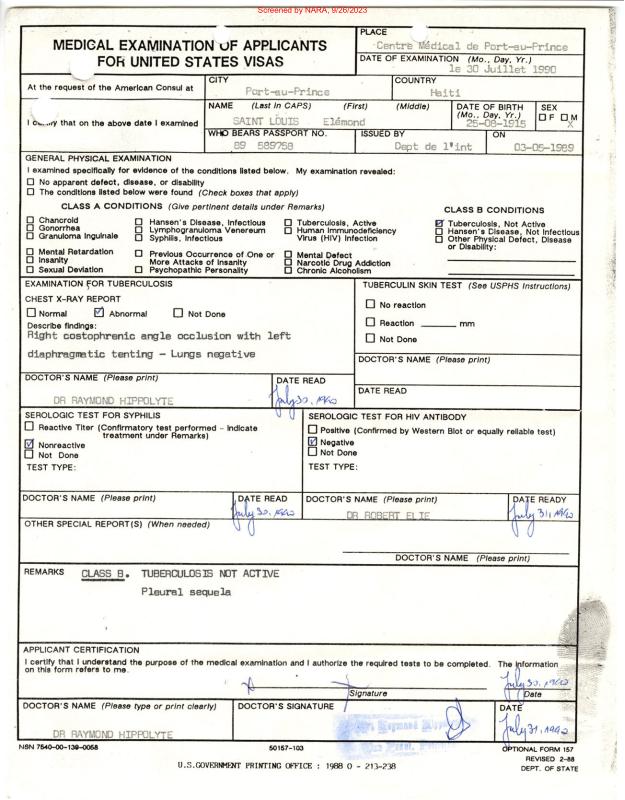 Screened by NARA, 9/26/2023
MEDICAL EXAMINATION OF APPLICANTS
FOR UNITED STATES VISAS
PLACE
Centre Médical de Port-au-Prince
DATE OF EXAMINATION (Mo., Day, Yr.)
le 30 Juillet 1990
At the request of the American Consul at
CITY
Port-au-Prince
COUNTRY
Haiti
I certify that on the above date I examined
NAME (Last in CAPS) (First) (Middle)
SAINT LOUIS Elémond
DATE OF BIRTH
(Mo., Day, Yr.)
25-08-1915
SEX
F M
X
WHO BEARS PASSPORT NO.
89 589758
ISSUED BY
Dept de l'int
ON
03-05-1989
GENERAL PHYSICAL EXAMINATION
I examined specifically for evidence of the conditions listed below. My examination revealed:
No apparent defect, disease, or disability
The conditions listed below were found (Check boxes that apply)
CLASS A CONDITIONS (Give pertinent details under Remarks)
CLASS B CONDITIONS
Chancroid
Gonorrhea
Granuloma Inguinale
Hansen's Disease, Infectious
Lymphogranuloma Venereum
Syphilis, Infectious
Tuberculosis, Active
Human Immunodeficiency
Virus (HIV) Infection
Tuberculosis, Not Active
Hansen's Disease, Not Infectious
Other Physical Defect, Disease
or Disability:
Mental Retardation
Insanity
Sexual Deviation
Previous Occurrence of One or
More Attacks of Insanity
Psychopathic Personality
Mental Defect
Narcotic Drug Addiction
Chronic Alcoholism
EXAMINATION FOR TUBERCULOSIS
CHEST X-RAY REPORT
Normal Abnormal Not Done
Describe findings:
Right costophrenic angle occlusion with left
diaphragmatic tenting - Lungs negative
DOCTOR'S NAME (Please print)
DR RAYMOND HIPPOLYTE
DATE READ
July 30, 1990
TUBERCULIN SKIN TEST (See USPHS Instructions)
No reaction
Reaction mm
Not Done
DOCTOR'S NAME (Please print)
DATE READ
SEROLOGIC TEST FOR SYPHILIS
Reactive Titer (Confirmatory test performed - indicate
treatment under Remarks)
Nonreactive
Not Done
TEST TYPE:
SEROLOGIC TEST FOR HIV ANTIBODY
Positive (Confirmed by Western Blot or equally reliable test)
Negative
Not Done
TEST TYPE:
DOCTOR'S NAME (Please print)
DATE READ
July 30, 1990
DOCTOR'S NAME (Please print)
DR ROBERT ELIE
DATE READY
July 31, 1990
OTHER SPECIAL REPORT(S) (When needed)
DOCTOR'S NAME (Please print)
REMARKS CLASS B. TUBERCULOSIS NOT ACTIVE
Pleural sequela
APPLICANT CERTIFICATION
I certify that I understand the purpose of the medical examination and I authorize the required tests to be completed. The information
on this form refers to me.
July 30, 1990
Signature
Date
DOCTOR'S NAME (Please type or print clearly)
DR RAYMOND HIPPOLYTE
DOCTOR'S SIGNATURE
DATE
July 31, 1990
NSN 7540-00-139-0058
50157-103
OPTIONAL FORM 157
REVISED 2-88
DEPT. OF STATE
U.S.GOVERNMENT PRINTING OFFICE : 1988 O - 213-238